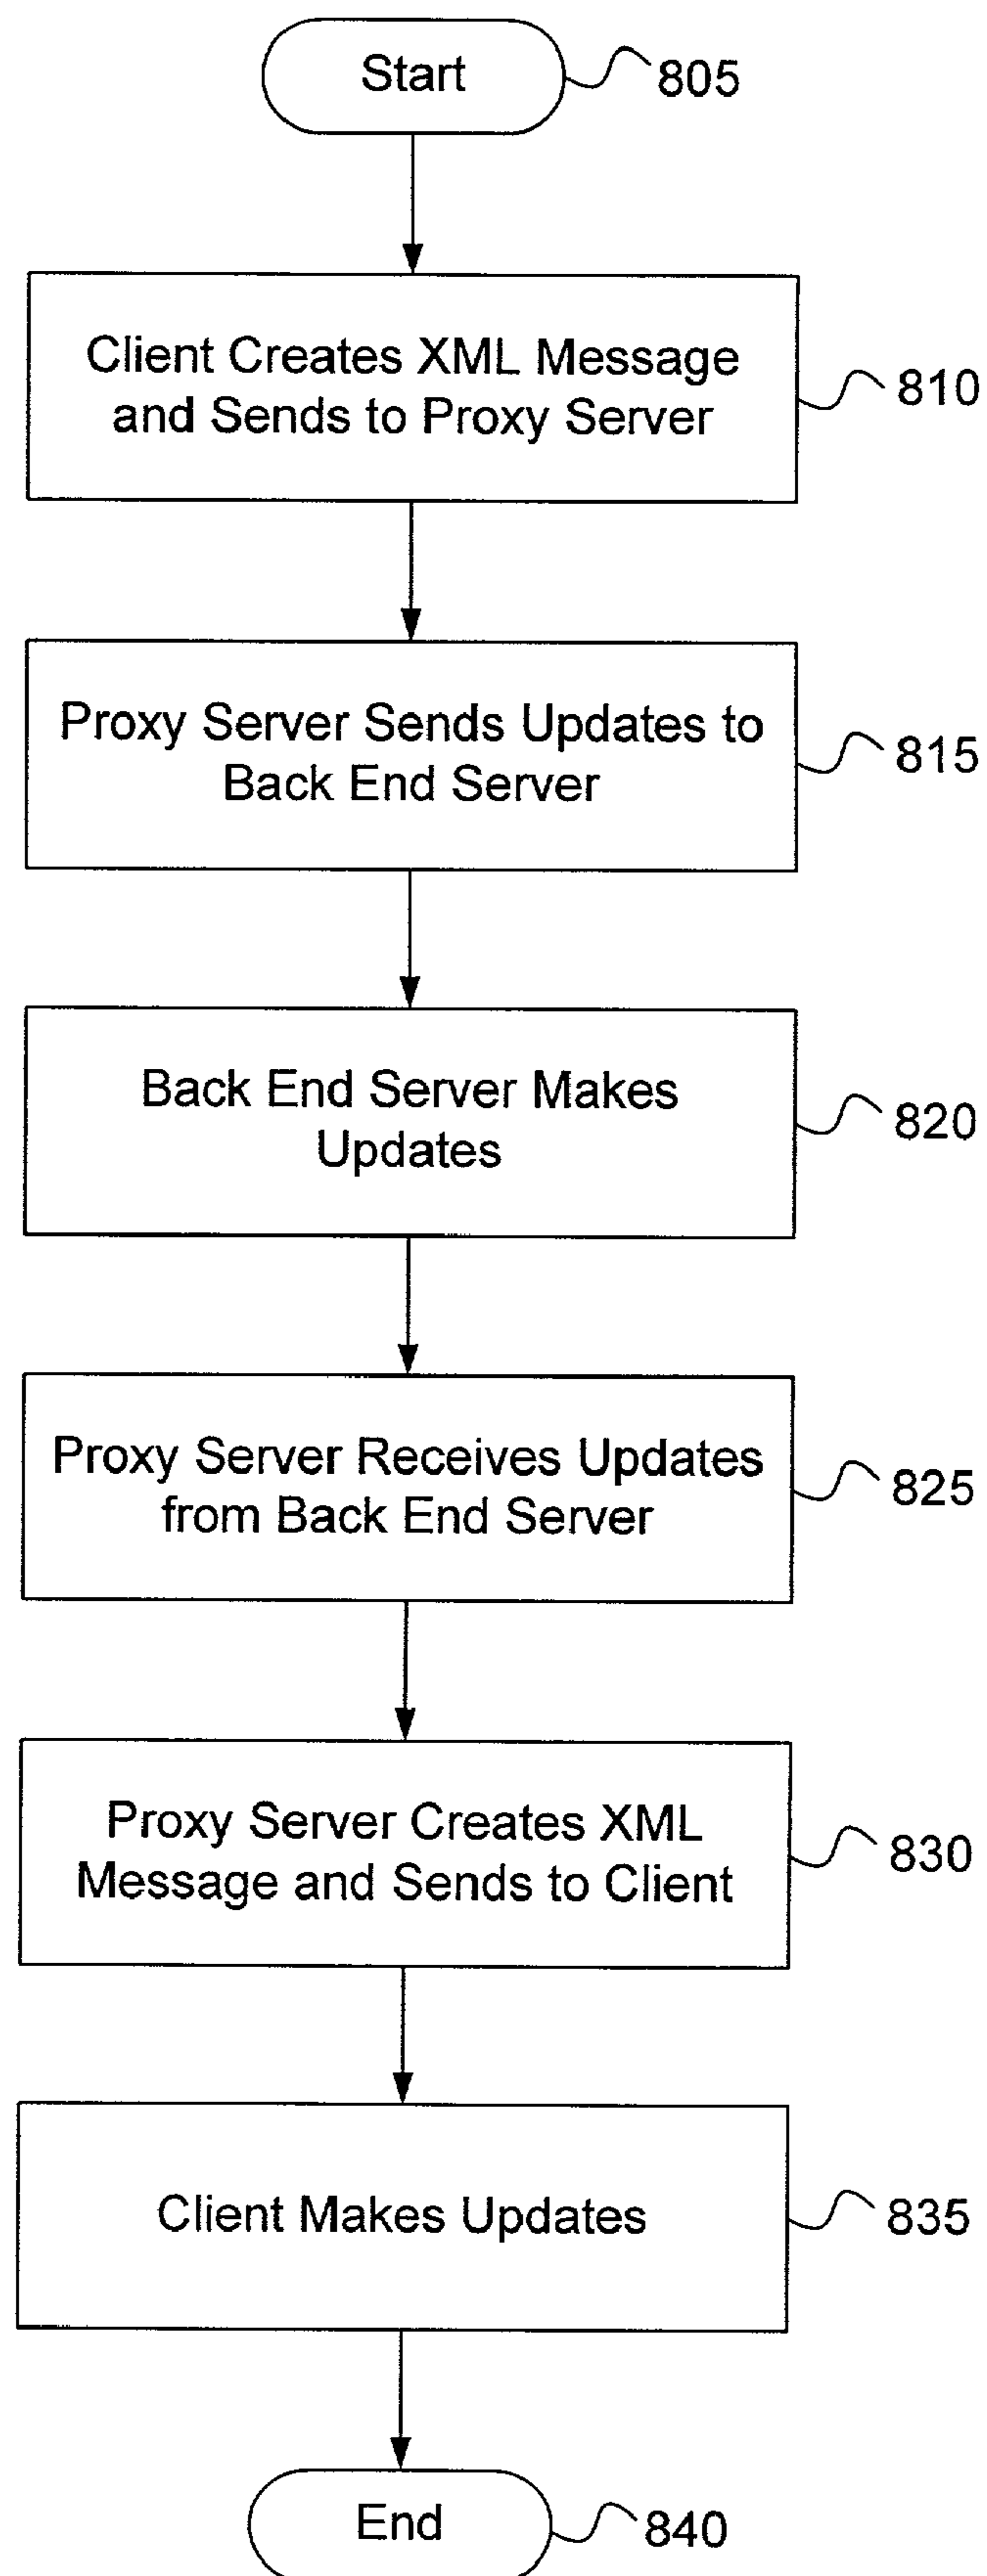 Start
805
Client Creates XML Message
and Sends to Proxy Server
810
Proxy Server Sends Updates to
Back End Server
815
Back End Server Makes
Updates
820
Proxy Server Receives Updates
from Back End Server
825
Proxy Server Creates XML
Message and Sends to Client
830
Client Makes Updates
835
End
840